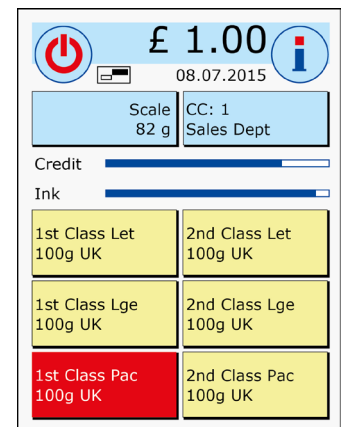 £ 1.00
08.07.2015
Scale
82 g
CC: 1
Sales Dept
Credit
Ink
1st Class Let
100g UK
2nd Class Let
100g UK
1st Class Lge
100g UK
2nd Class Lge
100g UK
1st Class Pac
100g UK
2nd Class Pac
100g UK